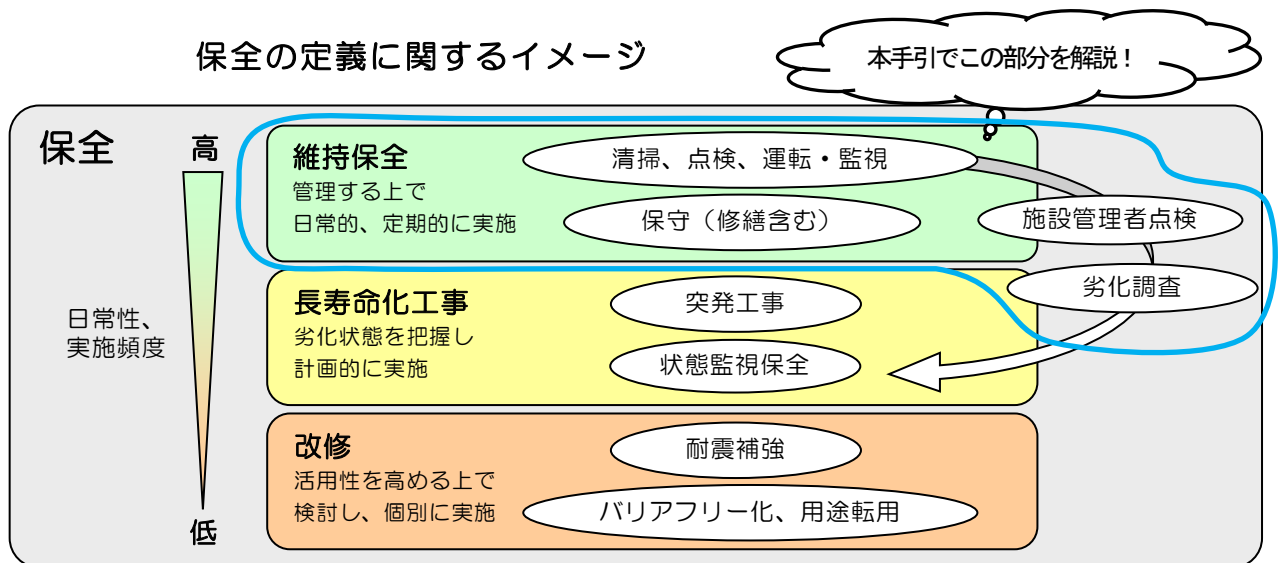 保全の定義に関するイメージ
本手引でこの部分を解説！
保全
高
維持保全
管理する上で
日常的、定期的に実施
清掃、点検、運転・監視
保守（修繕含む）
施設管理者点検
劣化調査
日常性、
実施頻度
長寿命化工事
劣化状態を把握し
計画的に実施
突発工事
状態監視保全
改修
活用性を高める上で
検討し、個別に実施
耐震補強
バリアフリー化、用途転用
低